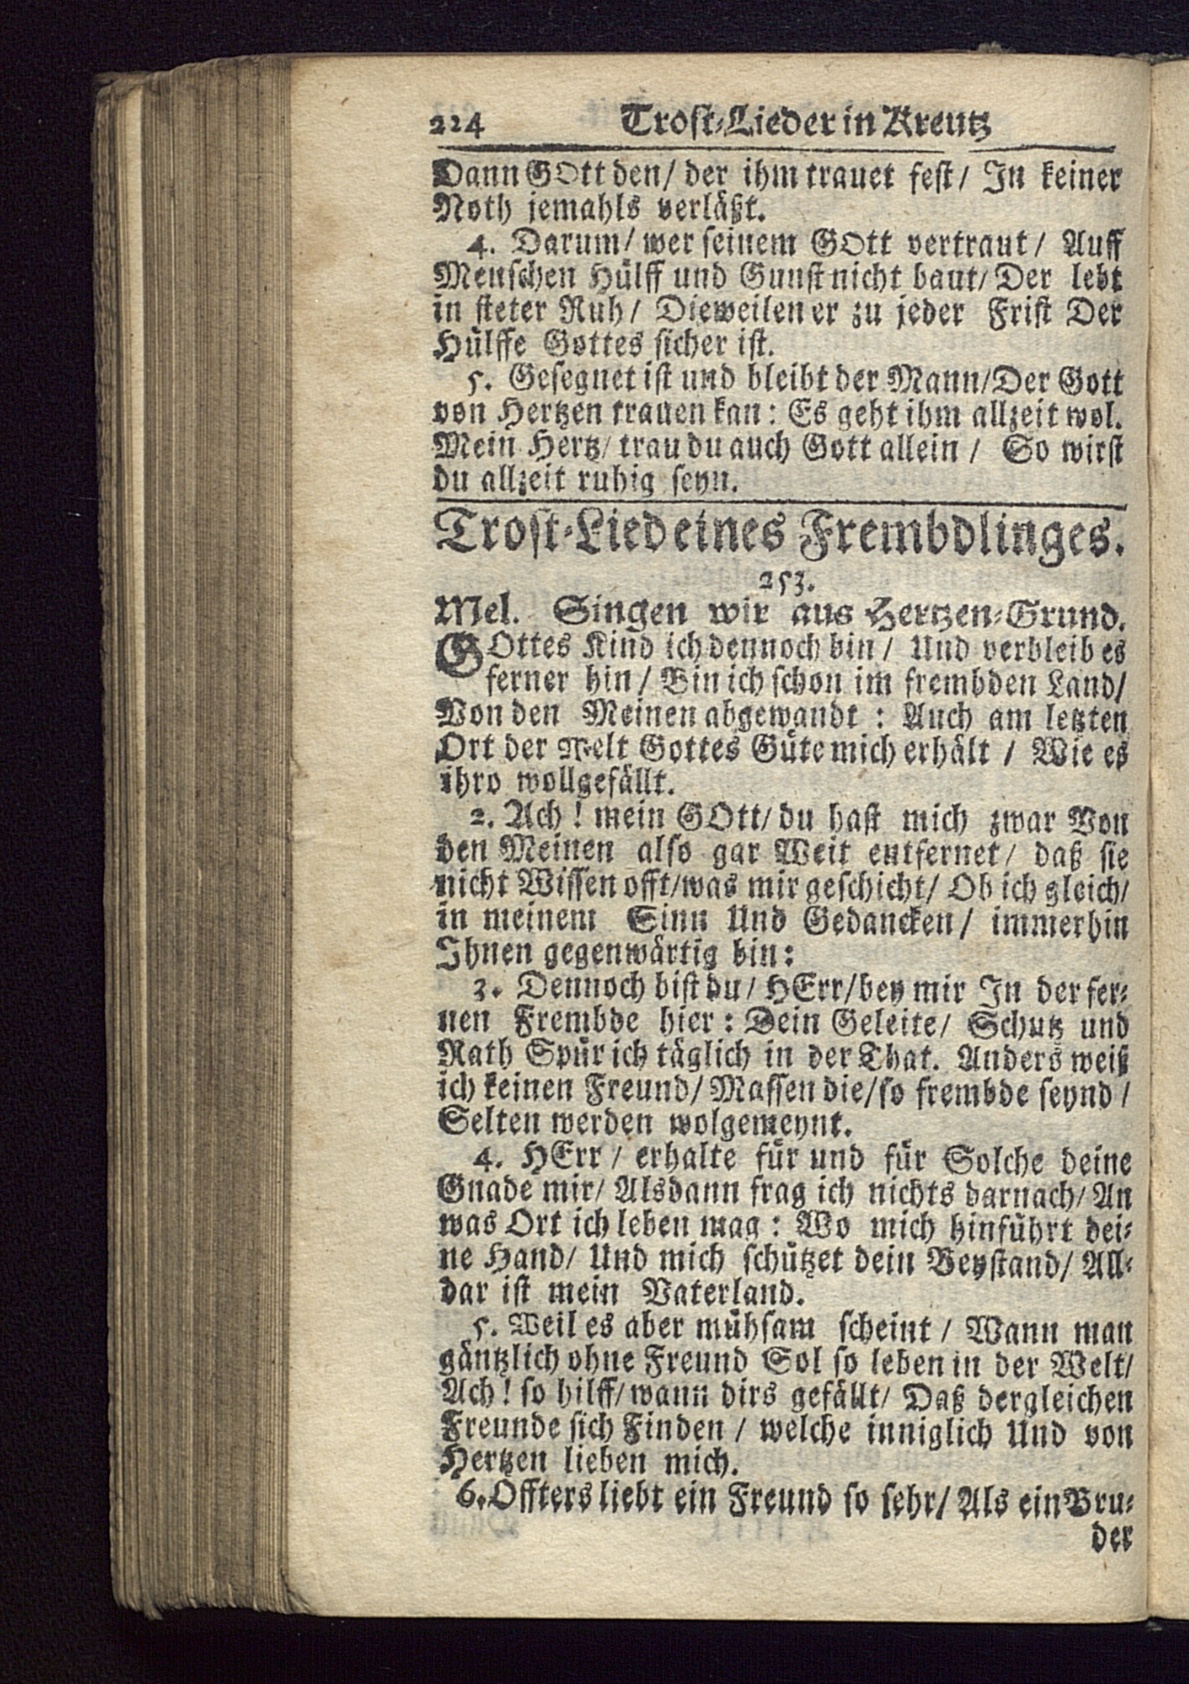 224 Trost-Lieder in Kreutz
Dann GOtt den/ der ihm trauet fest/ In keiner
Noth jemahls verläßt.
4. Darum/ wer seinem GOtt vertraut/ Auff
Menschen Hülff und Gunst nicht baut/ Der lebt
in steter Ruh/ Dieweilen er zu jeder Frist Der
Hülffe Gottes sicher ist.
5. Gesegnet ist und bleibt der Mann/ Der Gott
von Hertzen trauen kan: Es geht ihm allzeit wol.
Mein Hertz/ trau du auch Gott allein/ So wirst
du allzeit ruhig seyn.
Trost-Lied eines Frembdlinges.
253.
Mel. Singen wir aus Hertzen-Grund.
GOttes Kind ich dennoch bin/ Und verbleib es
ferner hin/ Bin ich schon im frembden Land/
Von den Meinen abgewandt: Auch am letzten
Ort der Welt Gottes Güte mich erhält/ Wie es
ihro wollgefällt.
2. Ach! mein GOtt/ du hast mich zwar Von
den Meinen also gar Weit entfernet/ daß sie
nicht Wissen offt/ was mir geschicht/ Ob ich gleich/
in meinem Sinn Und Gedancken/ immerhin
Ihnen gegenwärtig bin:
3. Dennoch bist du/ HErr/ bey mir In der fer-
nen Frembde hier: Dein Geleite/ Schutz und
Rath Spür ich täglich in der That. Anders weiß
ich keinen Freund/ Massen die/ so frembde seynd/
Selten werden wolgemeynt.
4. HErr/ erhalte für und für Solche deine
Gnade mir/ Alsdann frag ich nichts darnach/ An
was Ort ich leben mag: Wo mich hinführt dei-
ne Hand/ Und mich schützet dein Beystand/ All-
dar ist mein Vaterland.
5. Weil es aber mühsam scheint/ Wann man
gäntzlich ohne Freund Sol so leben in der Welt/
Ach! so hilff/ wann dirs gefällt/ Daß dergleichen
Freunde sich Finden/ welche inniglich Und von
Hertzen lieben mich.
6. Offters liebt ein Freund so sehr/ Als ein Bru-
der